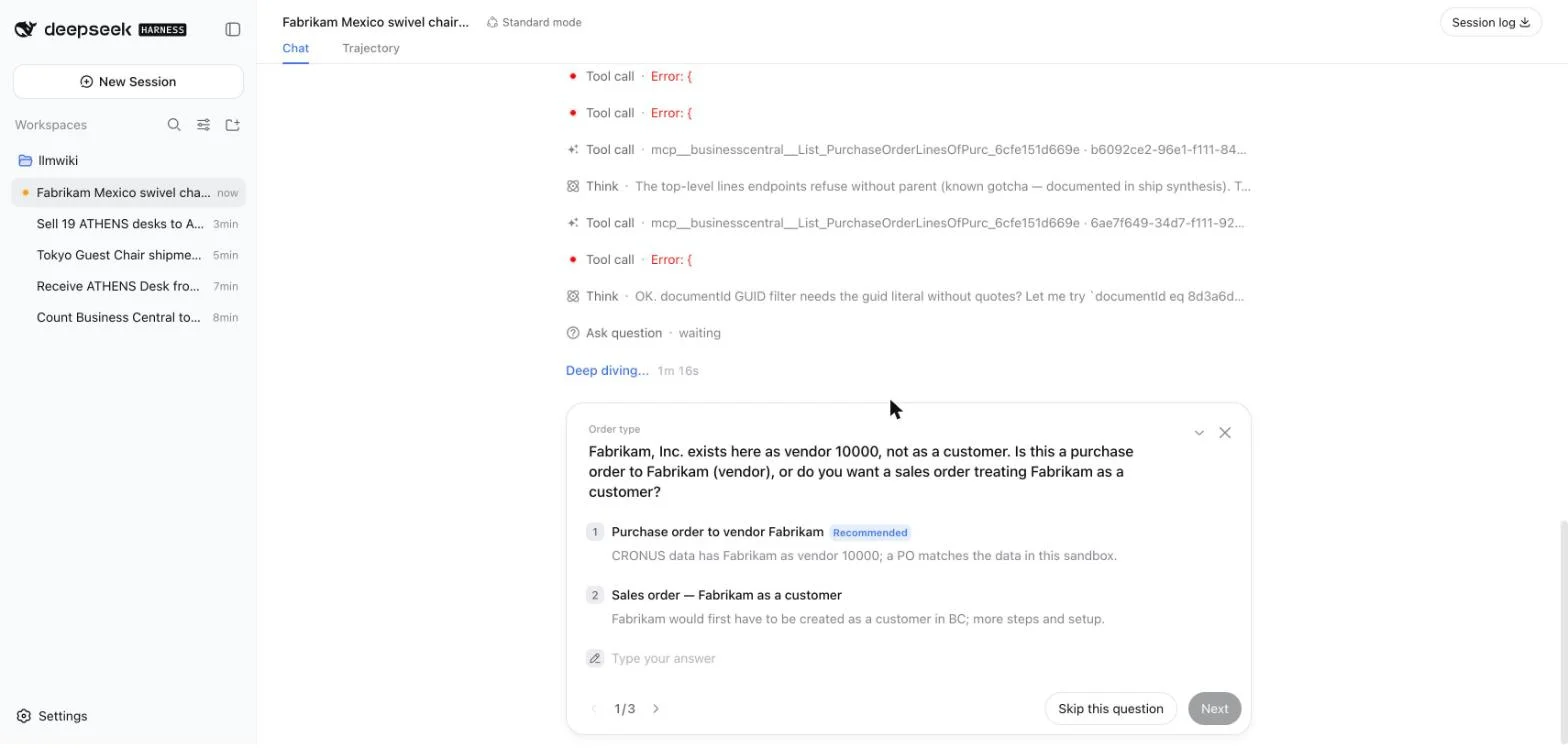 deepseek HARNESS
New Session
Workspaces
llmwiki
Fabrikam Mexico swivel cha... now
Sell 19 ATHENS desks to A... 3min
Tokyo Guest Chair shipme... 5min
Receive ATHENS Desk fro... 7min
Count Business Central to... 8min
Settings
Fabrikam Mexico swivel chair... Standard mode
Session log
Chat Trajectory
Tool call · Error: {
Tool call · Error: {
Tool call · mcp__businesscentral__List_PurchaseOrderLinesOfPurc_6cfe151d669e · b6092ce2-96e1-f111-84...
Think · The top-level lines endpoints refuse without parent (known gotcha — documented in ship synthesis). T...
Tool call · mcp__businesscentral__List_PurchaseOrderLinesOfPurc_6cfe151d669e · 6ae7f649-34d7-f111-92...
Tool call · Error: {
Think · OK. documentId GUID filter needs the guid literal without quotes? Let me try `documentId eq 8d3a6d...
Ask question · waiting
Deep diving... 1m 16s
Order type
Fabrikam, Inc. exists here as vendor 10000, not as a customer. Is this a purchase
order to Fabrikam (vendor), or do you want a sales order treating Fabrikam as a
customer?
1 Purchase order to vendor Fabrikam Recommended
CRONUS data has Fabrikam as vendor 10000; a PO matches the data in this sandbox.
2 Sales order — Fabrikam as a customer
Fabrikam would first have to be created as a customer in BC; more steps and setup.
Type your answer
1/3
Skip this question
Next